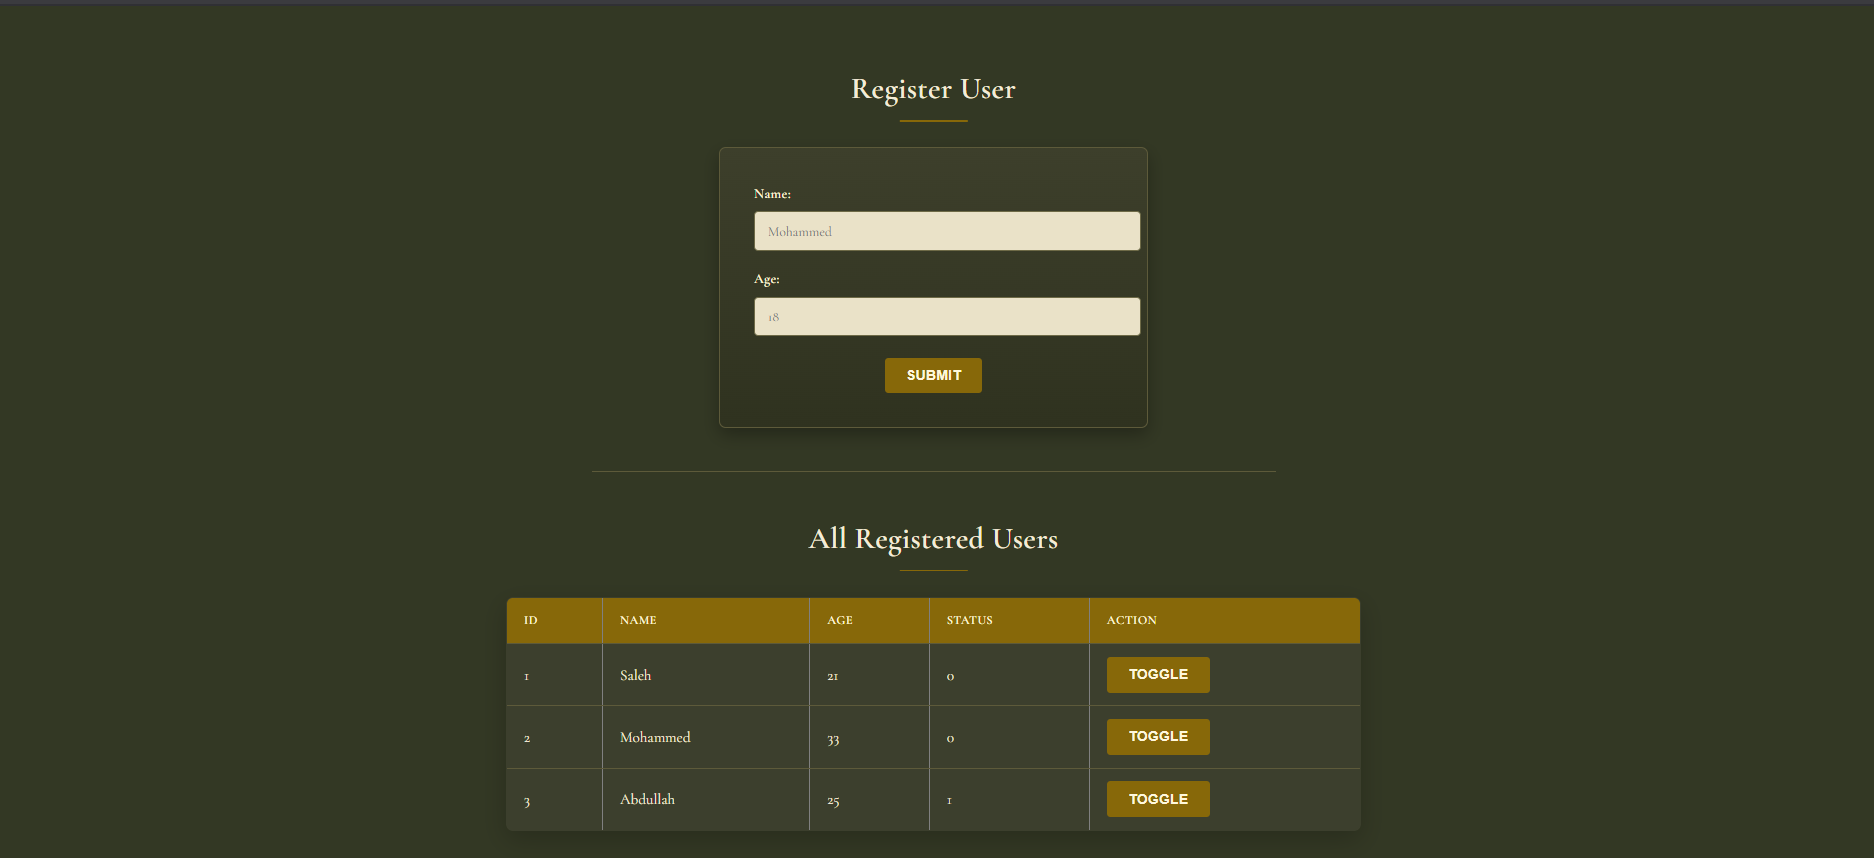 Register User
Name:
Mohammed
Age:
18
SUBMIT
All Registered Users
ID NAME AGE STATUS ACTION
1 Saleh 21 0 TOGGLE
2 Mohammed 33 0 TOGGLE
3 Abdullah 25 1 TOGGLE